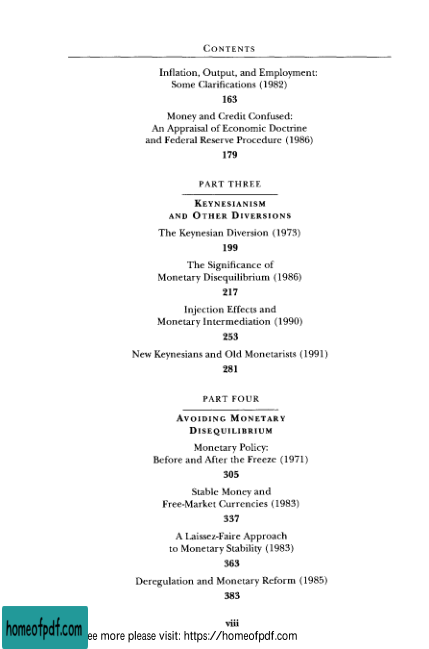 CONTENTS
Inflation, Output, and Employment:
Some Clarifications (1982)
163
Money and Credit Confused:
An Appraisal of Economic Doctrine
and Federal Reserve Procedure (1986)
179
PART THREE
KEYNESIANISM
AND OTHER DIVERSIONS
The Keynesian Diversion (1973)
199
The Significance of
Monetary Disequilibrium (1986)
217
Injection Effects and
Monetary Intermediation (1990)
253
New Keynesians and Old Monetarists (1991)
281
PART FOUR
AVOIDING MONETARY
DISEQUILIBRIUM
Monetary Policy:
Before and After the Freeze (1971)
305
Stable Money and
Free-Market Currencies (1983)
337
A Laissez-Faire Approach
to Monetary Stability (1983)
363
Deregulation and Monetary Reform (1985)
383
viii
homeofpdf.com
ee more please visit: https://homeofpdf.com